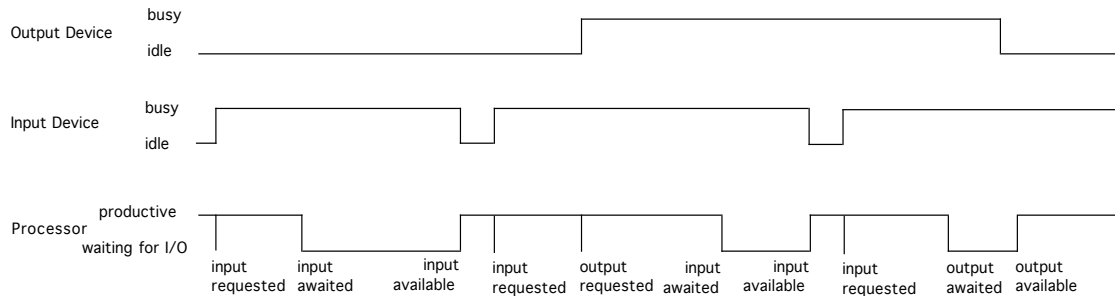 busy
Output Device
idle
busy
Input Device
idle
productive
Processor
waiting for I/O
input requested
input awaited
input available
input requested
output requested
input awaited
input available
input requested
output awaited
output available